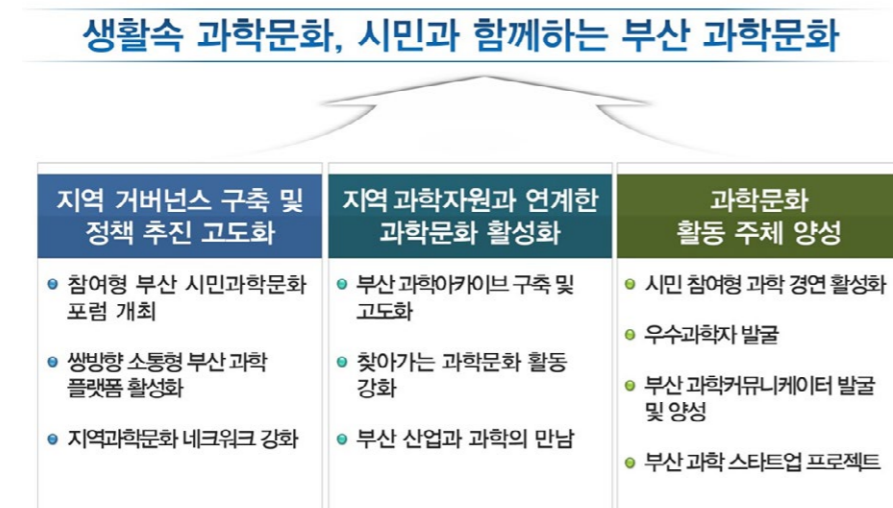 생활속 과학문화, 시민과 함께하는 부산 과학문화
지역 거버넌스 구축 및
정책 추진 고도화
참여형 부산 시민과학문화
포럼 개최
쌍방향 소통형 부산 과학
플랫폼 활성화
지역과학문화 네크워크 강화
지역 과학자원과 연계한
과학문화 활성화
부산 과학아카이브 구축 및
고도화
찾아가는 과학문화 활동
강화
부산 산업과 과학의 만남
과학문화
활동 주체 양성
시민 참여형 과학 경연 활성화
우수과학자 발굴
부산 과학커뮤니케이터 발굴
및 양성
부산 과학 스타트업 프로젝트